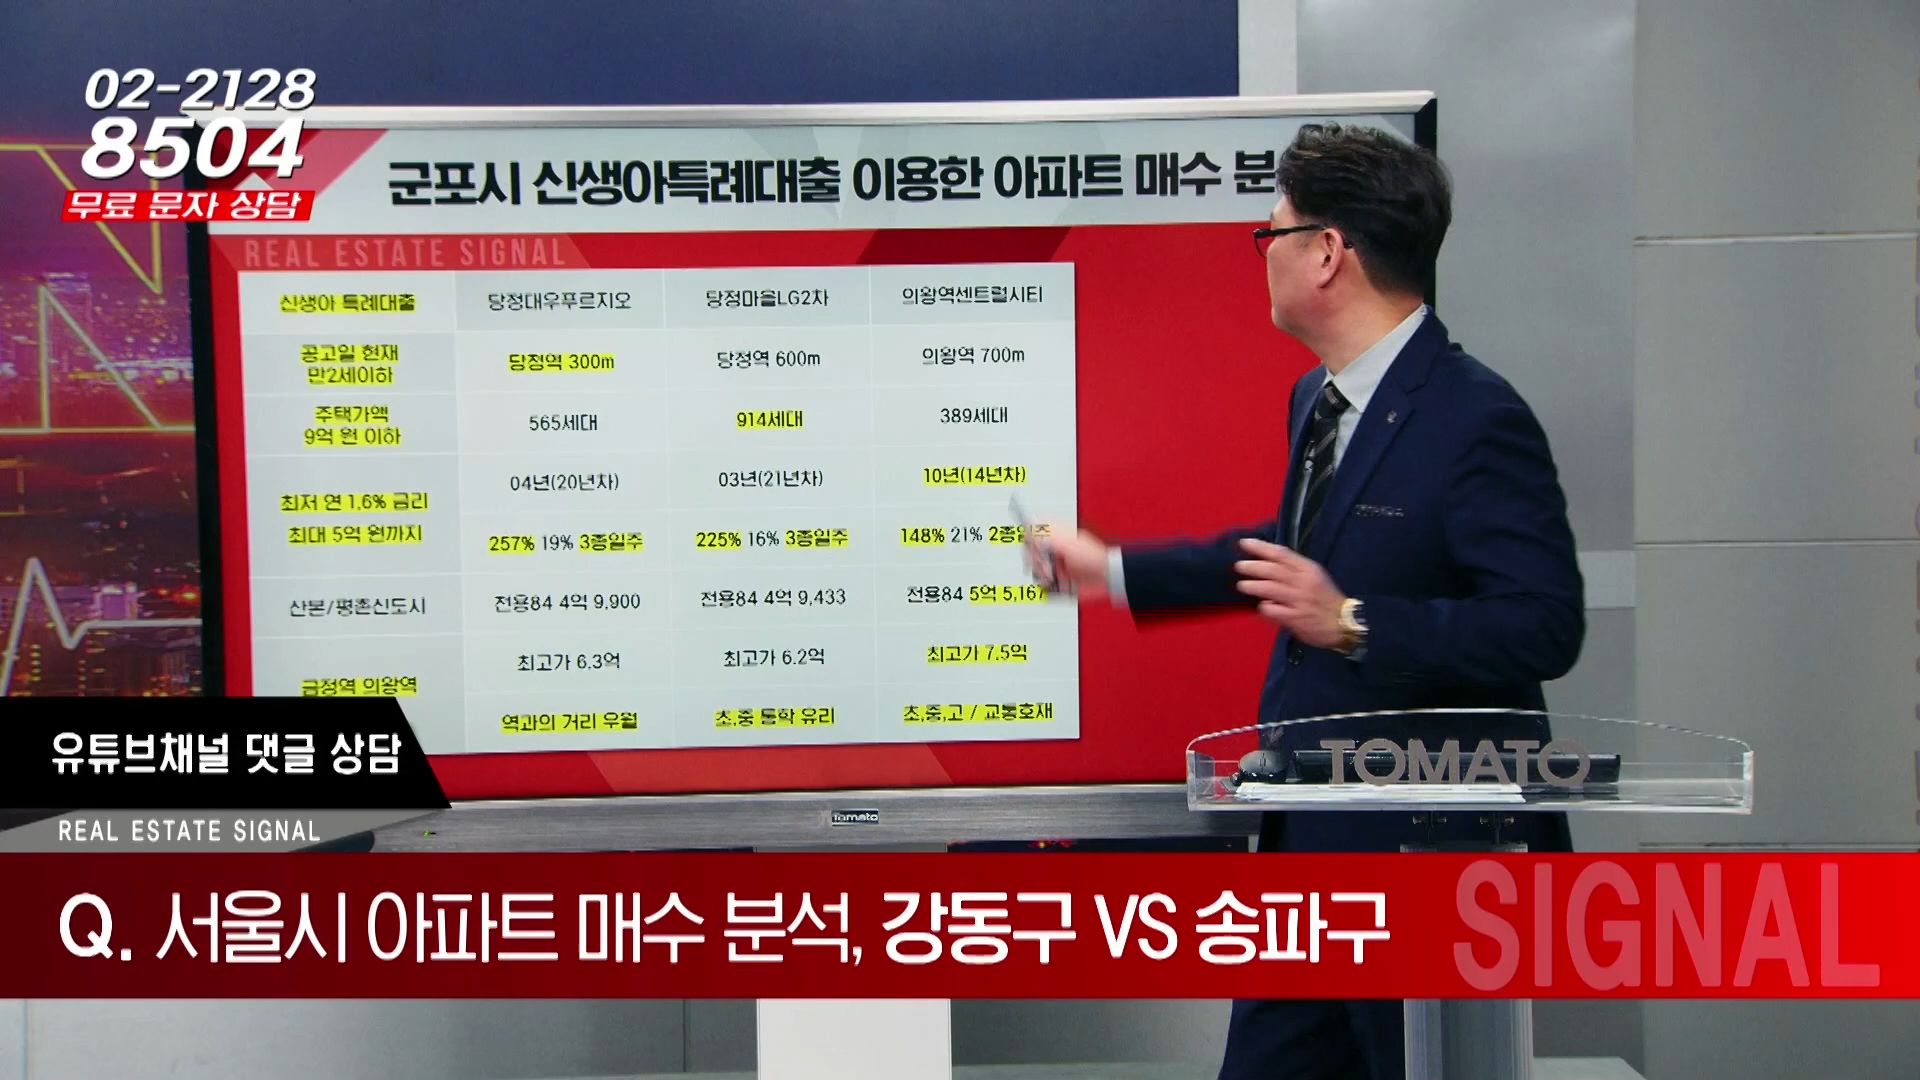 02-2128
8504
무료 문자 상담
군포시 신생아특례대출 이용한 아파트 매수 분
REAL ESTATE SIGNAL
신생아 특례대출 당정대우푸르지오 당정마을LG2차 의왕역센트럴시티
공고일 현재
만2세이하
당정역 300m 당정역 600m 의왕역 700m
주택가액
9억 원 이하
565세대 914세대 389세대
04년(20년차) 03년(21년차) 10년(14년차)
최저 연 1.6% 금리
최대 5억 원까지
257% 19% 3종일주 225% 16% 3종일주 148% 21% 2종일주
산본/평촌신도시 전용84 4억 9,900 전용84 4억 9,433 전용84 5억 5,167
최고가 6.3억 최고가 6.2억 최고가 7.5억
금정역 의왕역
역과의 거리 우월 초,중 통학 유리 초,중,고 / 교통호재
유튜브채널 댓글 상담
REAL ESTATE SIGNAL
TOMATO
Tomato
Q. 서울시 아파트 매수 분석, 강동구 VS 송파구
SIGNAL